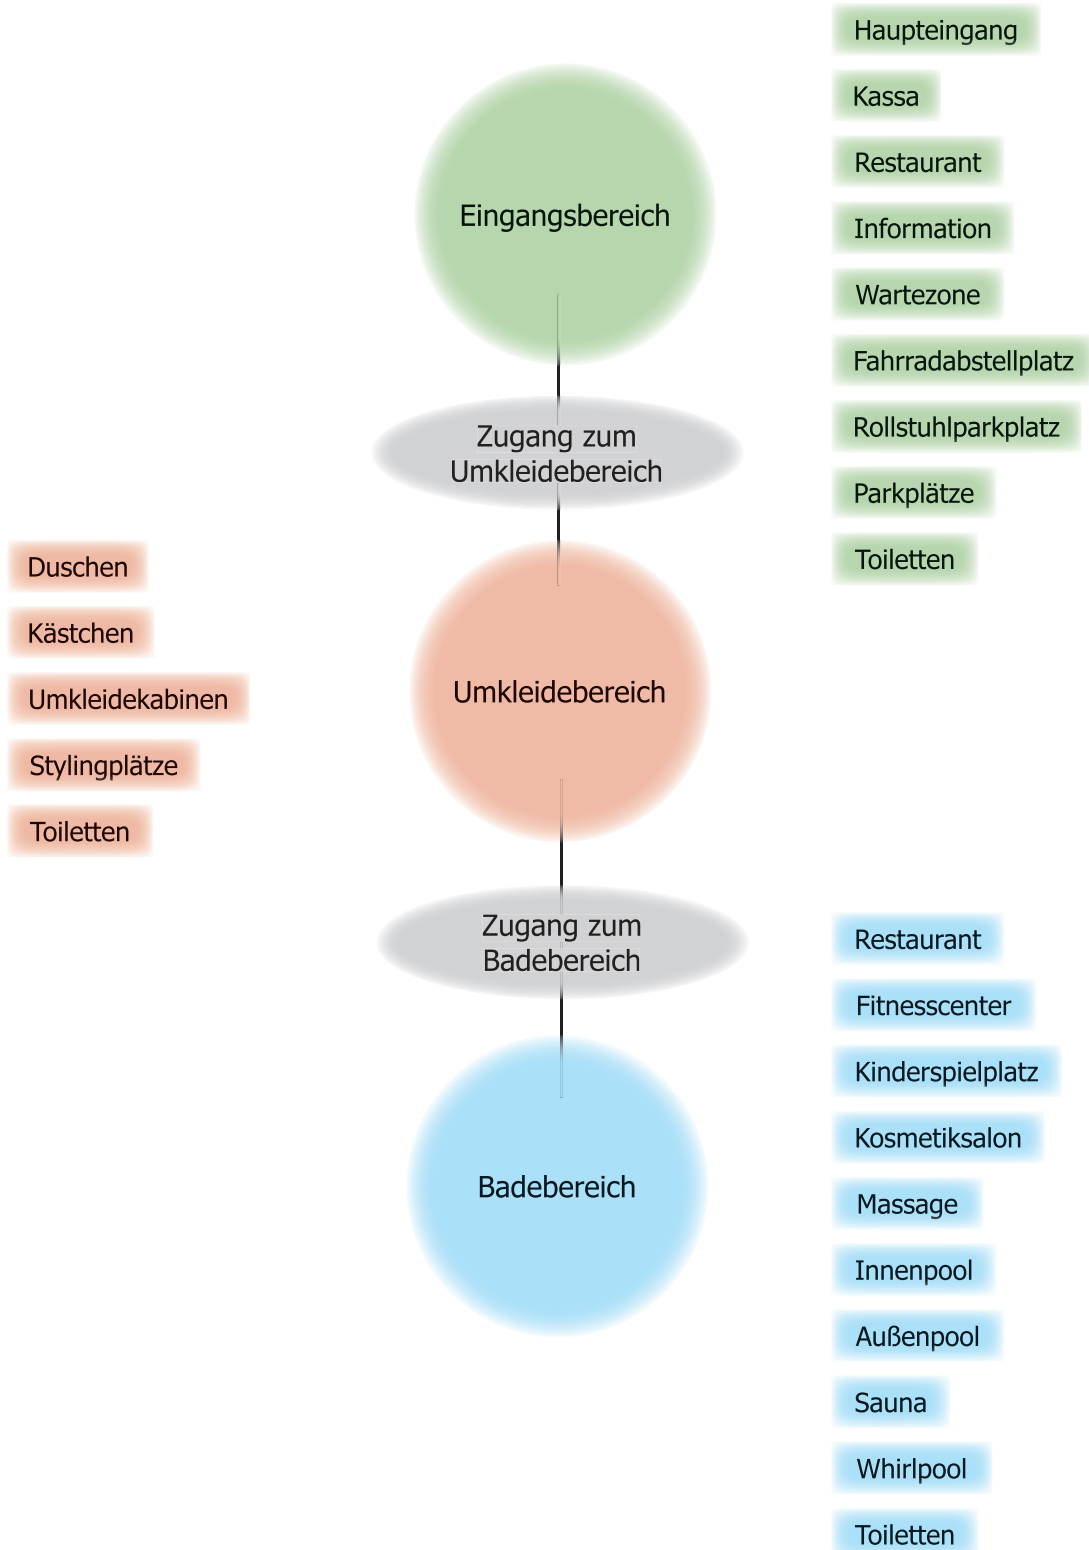 Haupteingang
Kassa
Restaurant
Information
Wartezone
Fahrradabstellplatz
Rollstuhlparkplatz
Parkplätze
Toiletten
Eingangsbereich
Zugang zum
Umkleidebereich
Duschen
Kästchen
Umkleidekabinen
Stylingplätze
Toiletten
Umkleidebereich
Zugang zum
Badebereich
Restaurant
Fitnesscenter
Kinderspielplatz
Kosmetiksalon
Massage
Innenpool
Außenpool
Sauna
Whirlpool
Toiletten
Badebereich